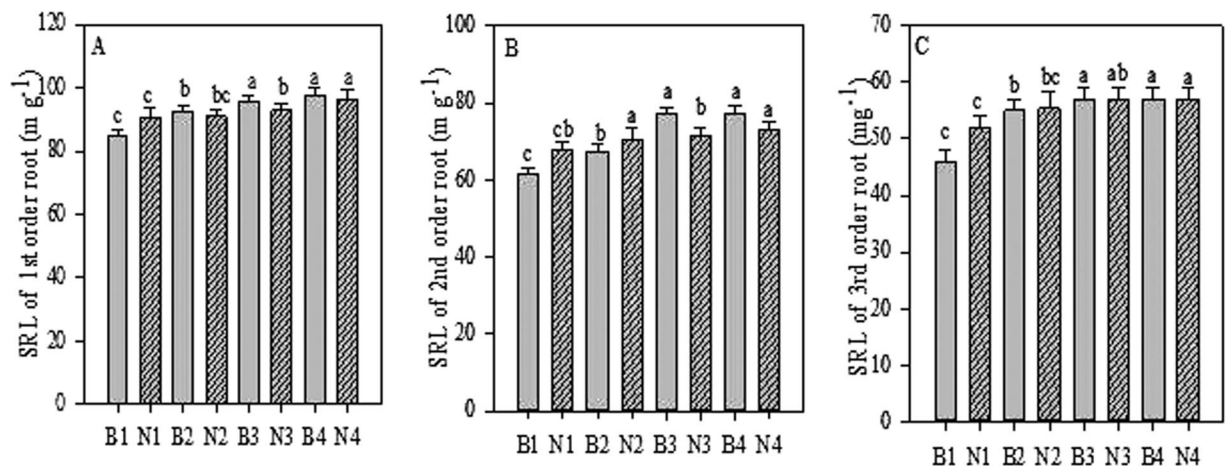 A
SRL of 1st order root (m g-1)
120
100
80
60
40
20
0
c c b bc a b a a
B1 N1 B2 N2 B3 N3 B4 N4
B
SRL of 2nd order root (m g-1)
100
80
60
40
20
0
c cb b a a b a a
B1 N1 B2 N2 B3 N3 B4 N4
C
SRL of 3rd order root (mg-1)
70
60
50
40
30
20
10
0
c c b bc a ab a a
B1 N1 B2 N2 B3 N3 B4 N4